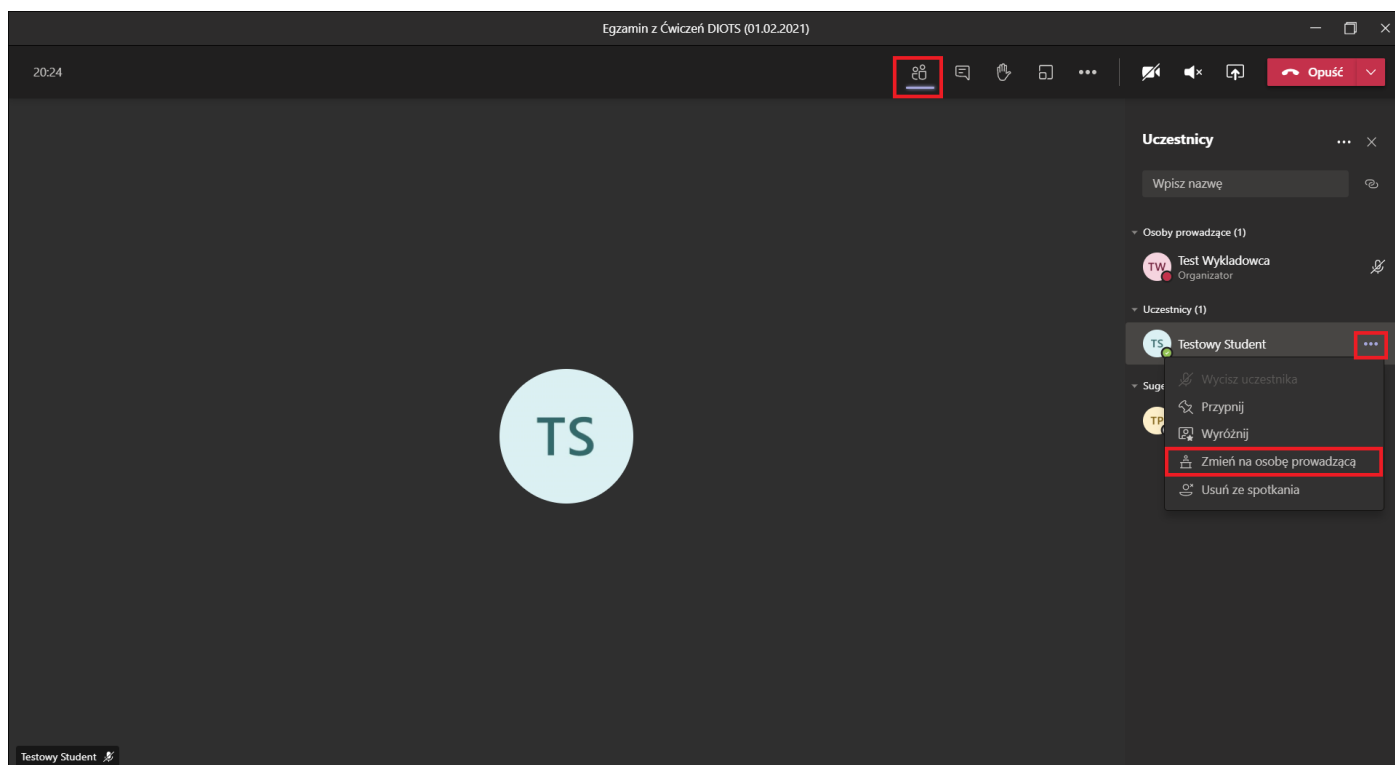 Egzamin z Ćwiczeń DIOTS (01.02.2021)
20:24
Opuść
Uczestnicy
Wpisz nazwę
Osoby prowadzące (1)
TW
Test Wykladowca
Organizator
Uczestnicy (1)
TS
Testowy Student
Wycisz uczestnika
Suge
Przypnij
TP
Wyróżnij
Zmień na osobę prowadzącą
Usuń ze spotkania
TS
Testowy Student